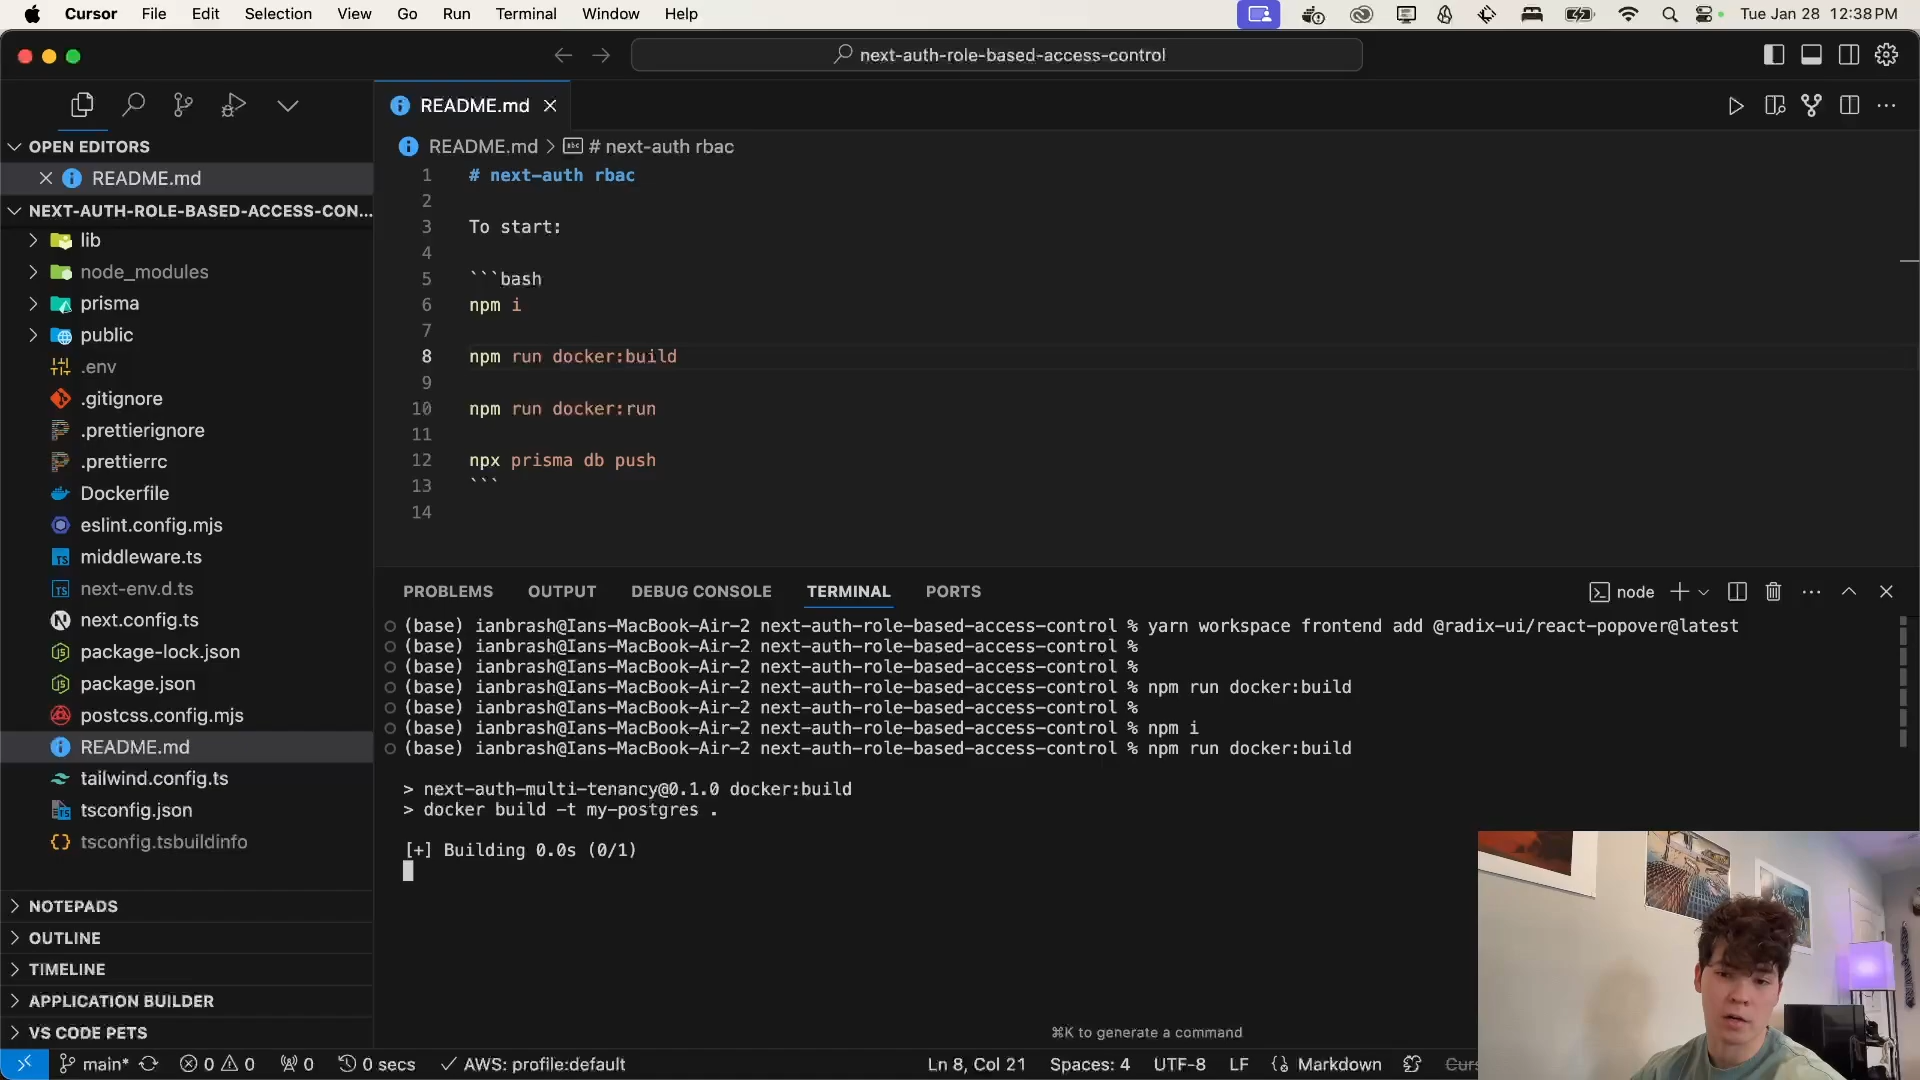 Cursor File Edit Selection View Go Run Terminal Window Help Tue Jan 28 12:38 PM
next-auth-role-based-access-control
README.md
OPEN EDITORS
README.md
NEXT-AUTH-ROLE-BASED-ACCESS-CON...
lib
node_modules
prisma
public
.env
.gitignore
.prettierignore
.prettierrc
Dockerfile
eslint.config.mjs
middleware.ts
next-env.d.ts
next.config.ts
package-lock.json
package.json
postcss.config.mjs
README.md
tailwind.config.ts
tsconfig.json
tsconfig.tsbuildinfo
NOTEPADS
OUTLINE
TIMELINE
APPLICATION BUILDER
VS CODE PETS
README.md > # next-auth rbac
1 # next-auth rbac
2
3 To start:
4
5 ```bash
6 npm i
7
8 npm run docker:build
9
10 npm run docker:run
11
12 npx prisma db push
13 ```
14
PROBLEMS OUTPUT DEBUG CONSOLE TERMINAL PORTS node
(base) ianbrash@Ians-MacBook-Air-2 next-auth-role-based-access-control % yarn workspace frontend add @radix-ui/react-popover@latest
(base) ianbrash@Ians-MacBook-Air-2 next-auth-role-based-access-control %
(base) ianbrash@Ians-MacBook-Air-2 next-auth-role-based-access-control %
(base) ianbrash@Ians-MacBook-Air-2 next-auth-role-based-access-control % npm run docker:build
(base) ianbrash@Ians-MacBook-Air-2 next-auth-role-based-access-control %
(base) ianbrash@Ians-MacBook-Air-2 next-auth-role-based-access-control % npm i
(base) ianbrash@Ians-MacBook-Air-2 next-auth-role-based-access-control % npm run docker:build
> next-auth-multi-tenancy@0.1.0 docker:build
> docker build -t my-postgres .
[+] Building 0.0s (0/1)
⌘K to generate a command
main* 0 0 0 0 secs AWS: profile:default Ln 8, Col 21 Spaces: 4 UTF-8 LF Markdown